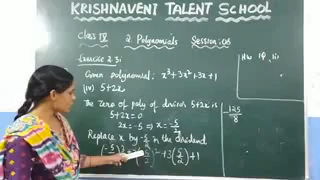 KRISHNAVENI TALENT SCHOOL
Class IX 2 Polynomials Session:08
Exercise 2.3:
Given polynomial: x³+3x²+3x+1
(iv) 5+2x
The zero of poly of divisor 5+2x is
5+2x=0
2x=-5 ⇒ x=-5/2
Replace x by -5/2 in the dividend.
125/8